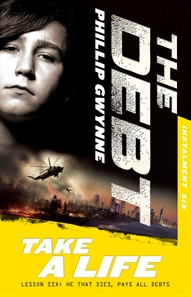 THE
DEBT
PHILLIP GWYNNE
INSTALMENT SIX
TAKE
A LIFE
LESSON SIX: HE THAT DIES, PAYS ALL DEBTS